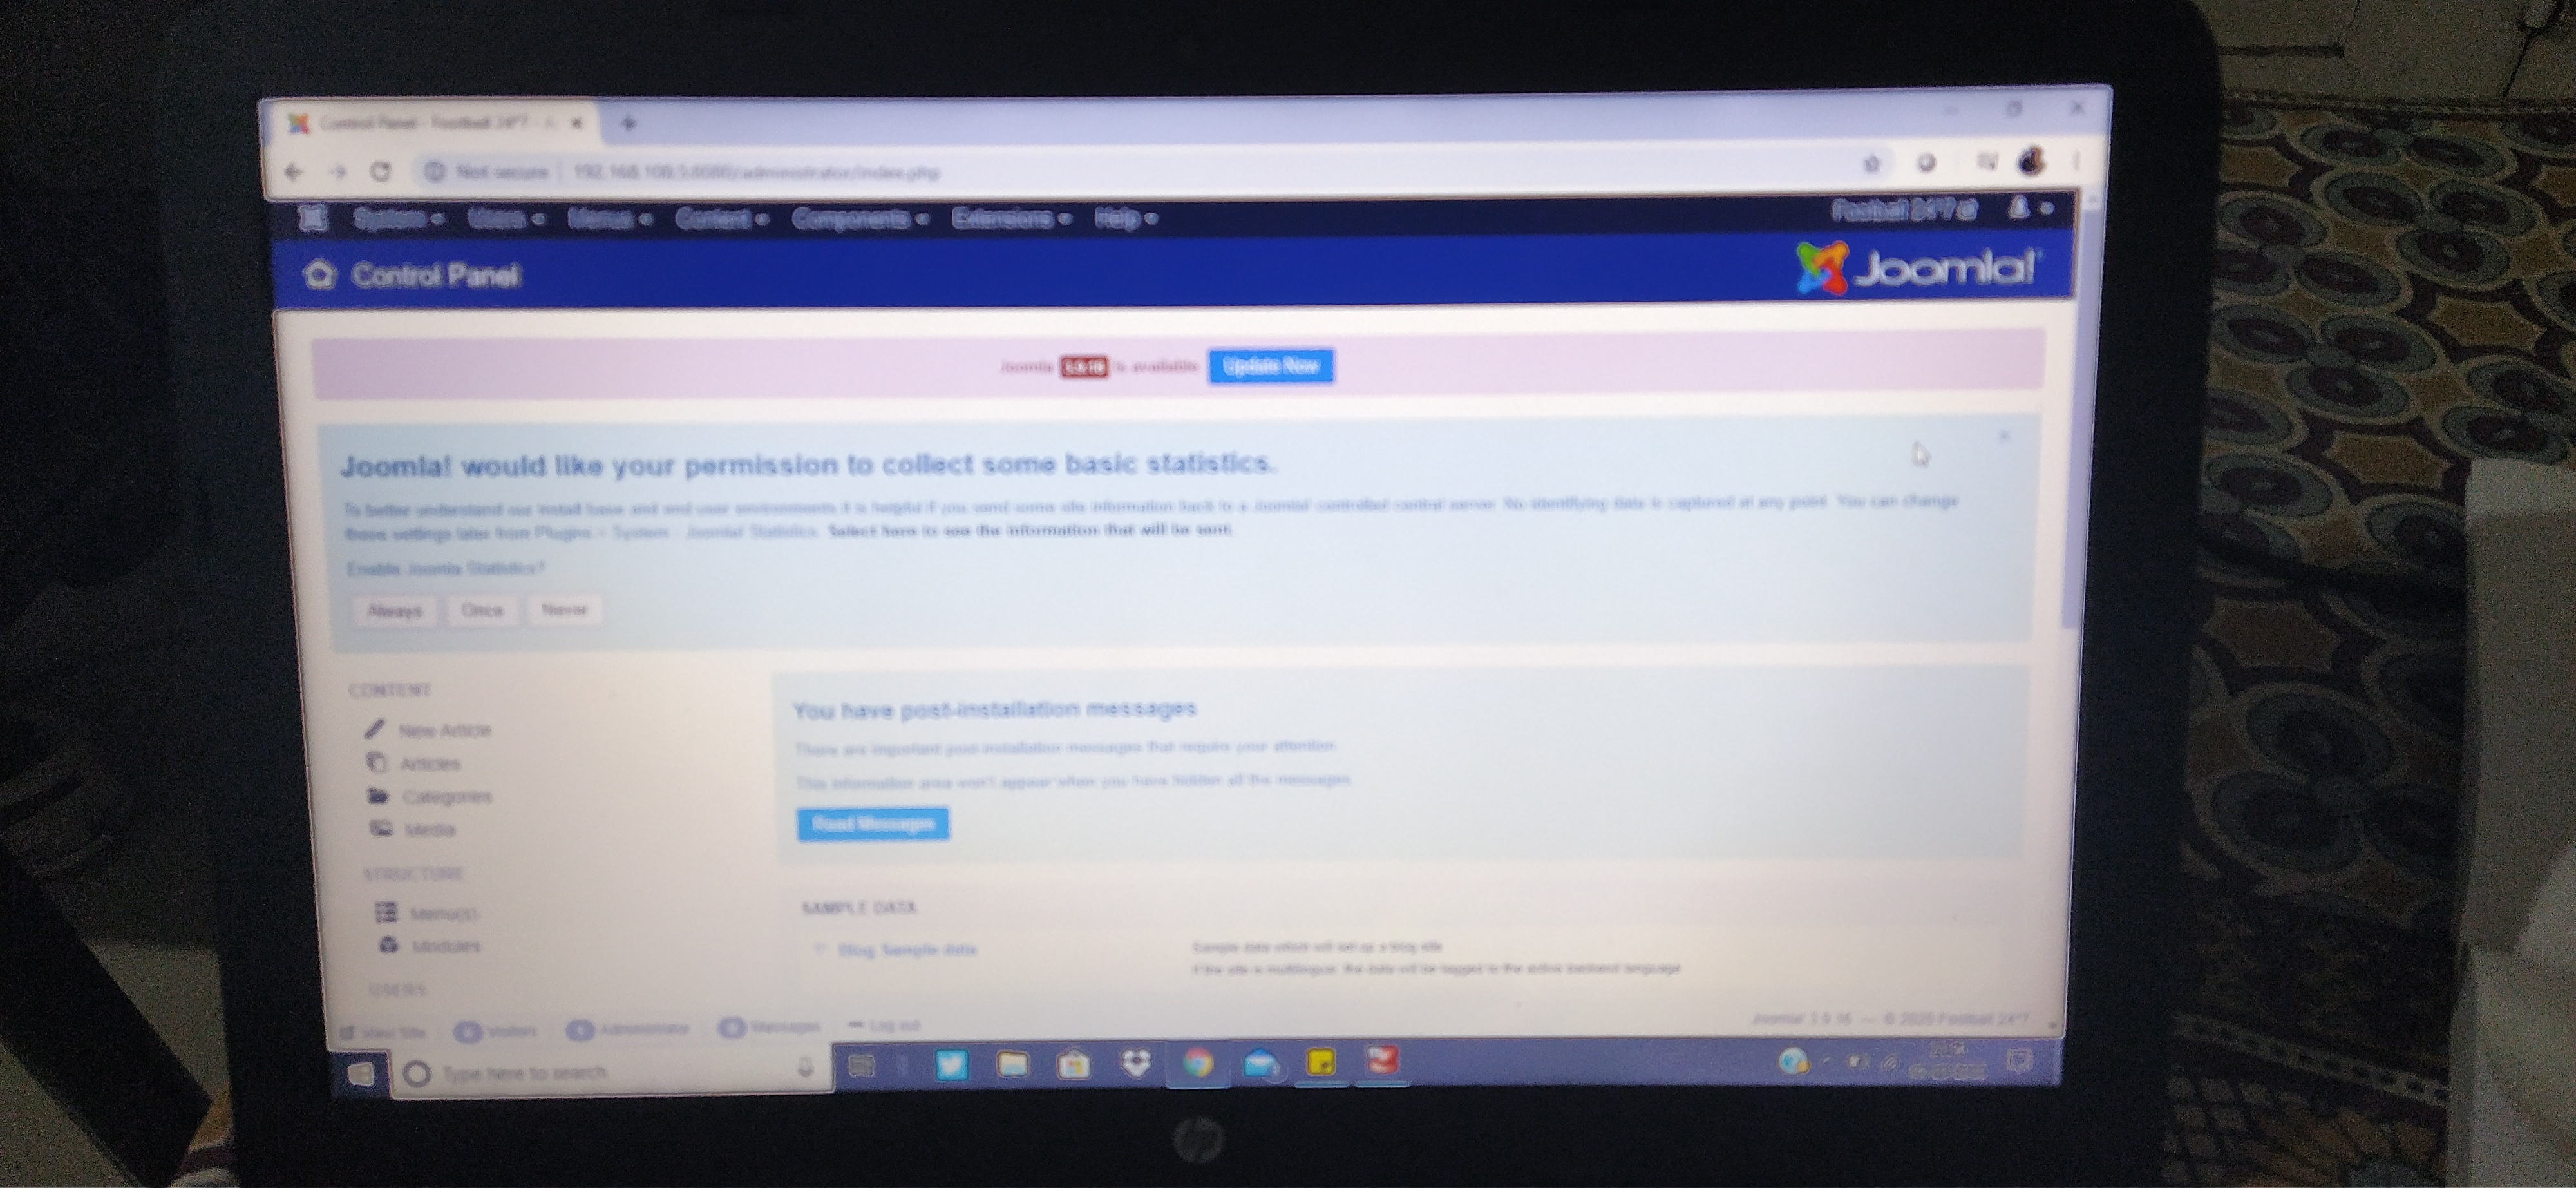 Control Panel - Football 24*7 - J
Not secure
192.168.100.5:8080/administrator/index.php
System Users Menus Content Components Extensions Help
Football 24*7
Control Panel
Joomla!
Joomla is available. Update Now
Joomla! would like your permission to collect some basic statistics.
To better understand our install base and end user environments it is helpful if you send some site information back to a Joomla! controlled central server. No identifying data is captured at any point. You can change
these settings later from Plugins > System - Joomla! Statistics. Select here to see the information that will be sent.
Enable Joomla Statistics?
Always Once Never
CONTENT
New Article
Articles
Categories
Media
STRUCTURE
Menu(s)
Modules
USERS
You have post-installation messages
There are important post-installation messages that require your attention.
This information area won't appear when you have hidden all the messages.
Read Messages
SAMPLE DATA
Blog Sample data
Sample data which will set up a blog site.
If the site is multilingual, the data will be tagged to the active backend language.
View Site Visitors Administrator Messages Log out
Joomla! — © 2020 Football 24*7
Type here to search
hp